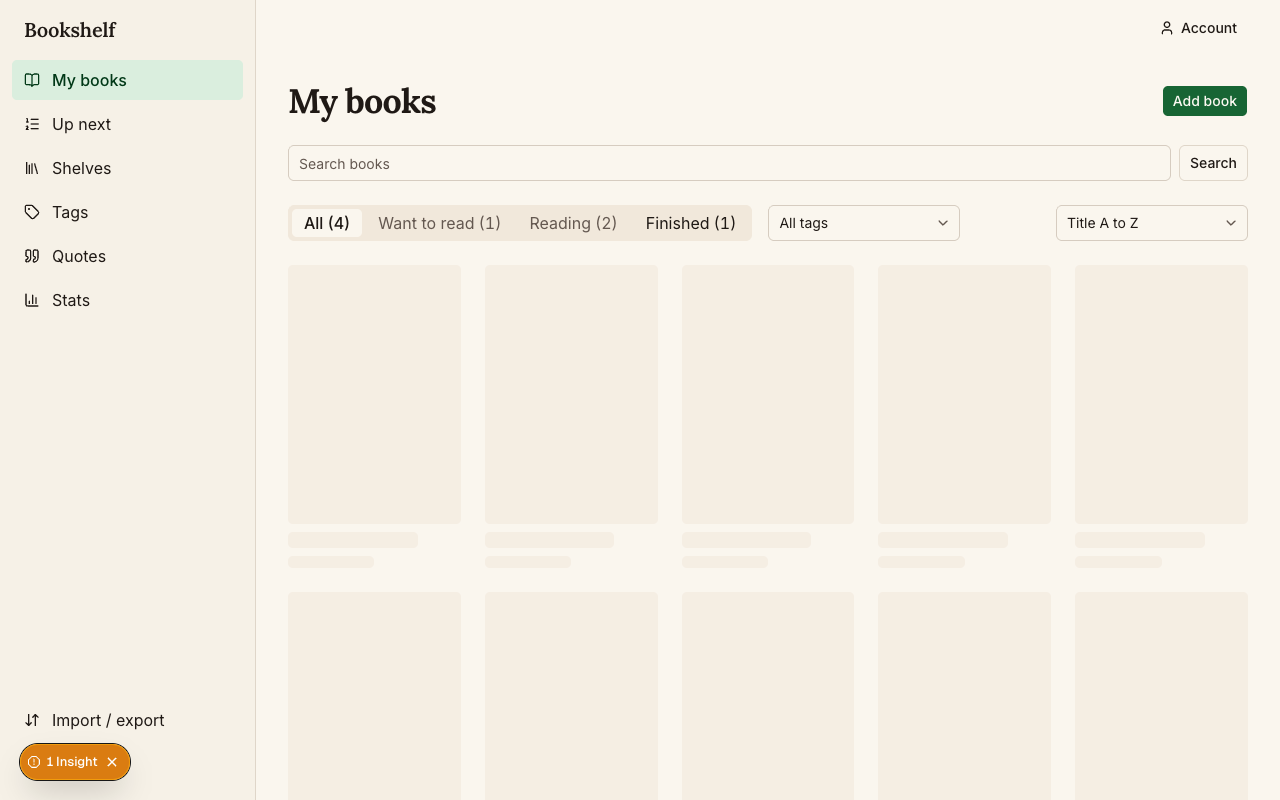 Bookshelf
Account
My books
Up next
Shelves
Tags
Quotes
Stats
Import / export
1 Insight
My books
Add book
Search books
Search
All (4)
Want to read (1)
Reading (2)
Finished (1)
All tags
Title A to Z